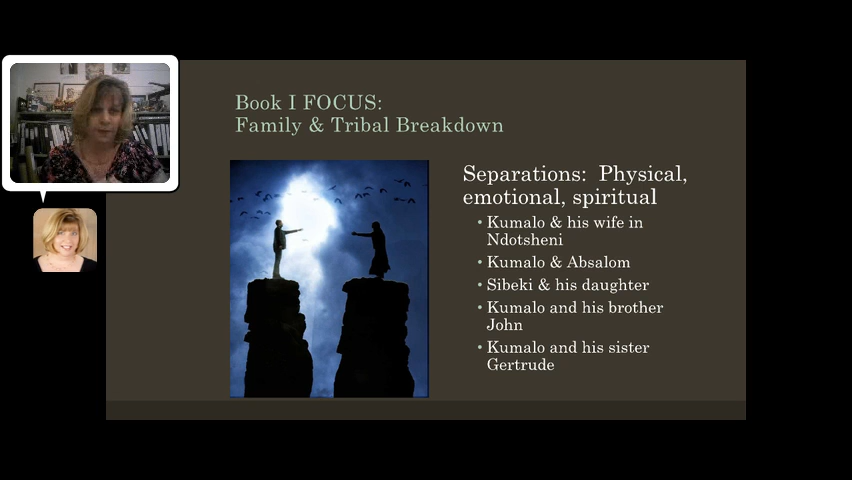 Book I FOCUS:
Family & Tribal Breakdown
Separations: Physical,
emotional, spiritual
• Kumalo & his wife in
Ndotsheni
• Kumalo & Absalom
• Sibeki & his daughter
• Kumalo and his brother
John
• Kumalo and his sister
Gertrude